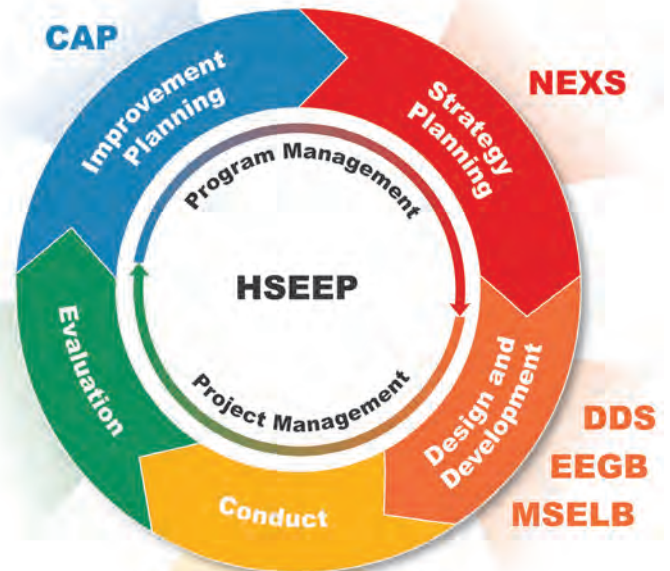 CAP
Improvement
Planning
Strategy
Planning
NEXS
Program Management
HSEEP
Project Management
Evaluation
Design and
Development
Conduct
DDS
EEGB
MSELB